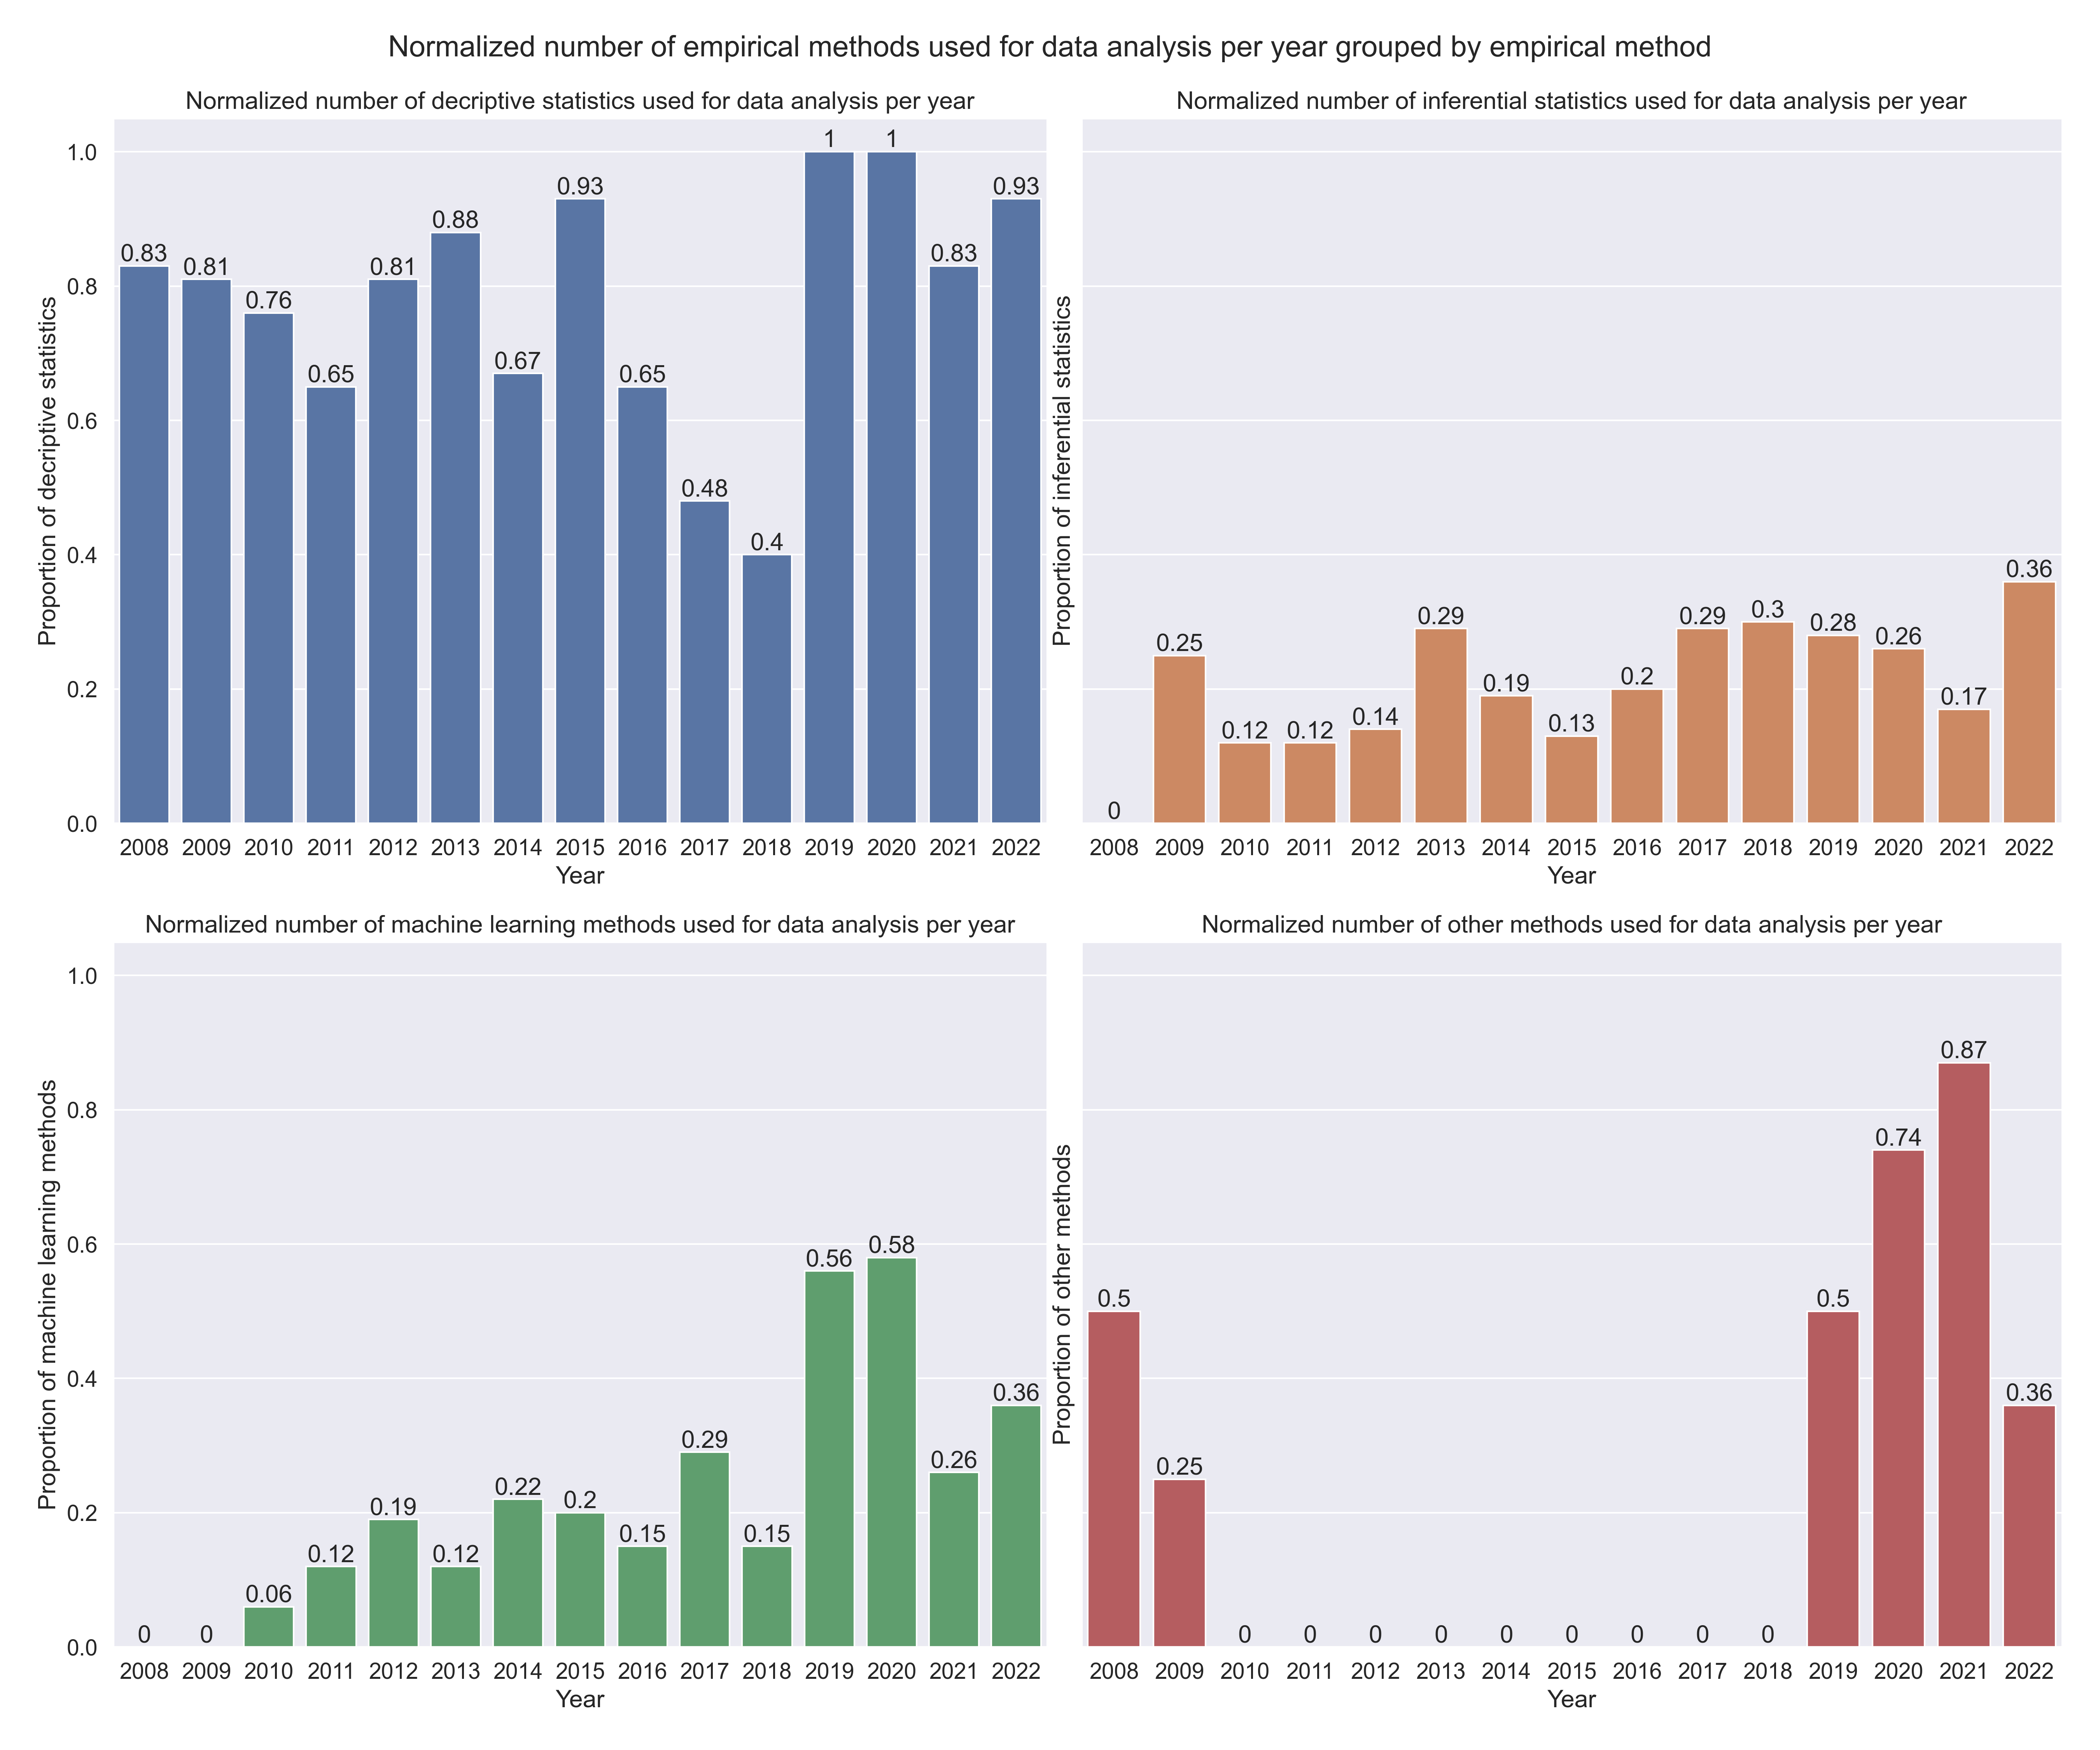 Normalized number of empirical methods used for data analysis per year grouped by empirical method
Normalized number of decriptive statistics used for data analysis per year
Proportion of decriptive statistics
1.0
0.8
0.6
0.4
0.2
0.0
0.83 0.81 0.76 0.65 0.81 0.88 0.67 0.93 0.65 0.48 0.4 1 1 0.83 0.93
2008 2009 2010 2011 2012 2013 2014 2015 2016 2017 2018 2019 2020 2021 2022
Year
Normalized number of inferential statistics used for data analysis per year
Proportion of inferential statistics
0 0.25 0.12 0.12 0.14 0.29 0.19 0.13 0.2 0.29 0.3 0.28 0.26 0.17 0.36
2008 2009 2010 2011 2012 2013 2014 2015 2016 2017 2018 2019 2020 2021 2022
Year
Normalized number of machine learning methods used for data analysis per year
Proportion of machine learning methods
1.0
0.8
0.6
0.4
0.2
0.0
0 0 0.06 0.12 0.19 0.12 0.22 0.2 0.15 0.29 0.15 0.56 0.58 0.26 0.36
2008 2009 2010 2011 2012 2013 2014 2015 2016 2017 2018 2019 2020 2021 2022
Year
Normalized number of other methods used for data analysis per year
Proportion of other methods
0.5 0.25 0 0 0 0 0 0 0 0 0 0.5 0.74 0.87 0.36
2008 2009 2010 2011 2012 2013 2014 2015 2016 2017 2018 2019 2020 2021 2022
Year